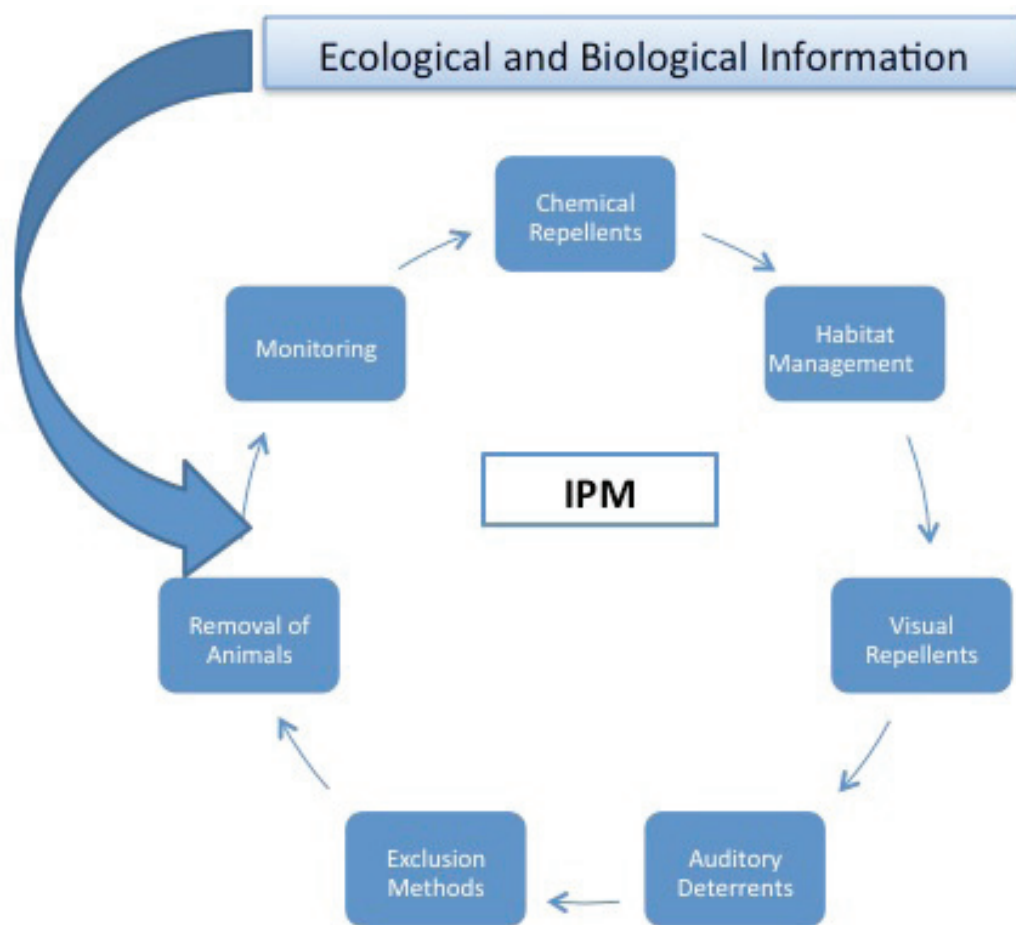 Ecological and Biological Information
Chemical
Repellents
Habitat
Management
Visual
Repellents
Auditory
Deterrents
Exclusion
Methods
Removal of
Animals
Monitoring
IPM